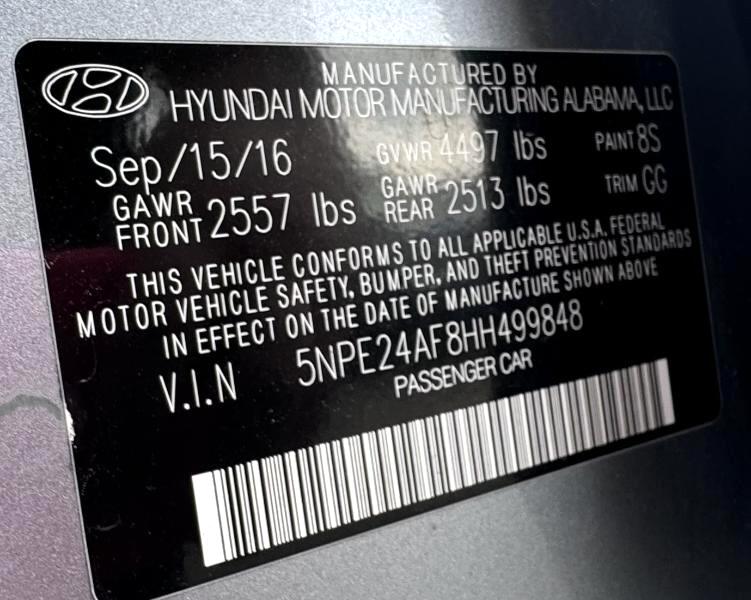 MANUFACTURED BY
HYUNDAI MOTOR MANUFACTURING ALABAMA, LLC
Sep/15/16 GVWR 4497 lbs PAINT 8S
GAWR FRONT 2557 lbs GAWR REAR 2513 lbs TRIM GG
THIS VEHICLE CONFORMS TO ALL APPLICABLE U.S.A. FEDERAL
MOTOR VEHICLE SAFETY, BUMPER, AND THEFT PREVENTION STANDARDS
IN EFFECT ON THE DATE OF MANUFACTURE SHOWN ABOVE
V.I.N 5NPE24AF8HH499848
PASSENGER CAR